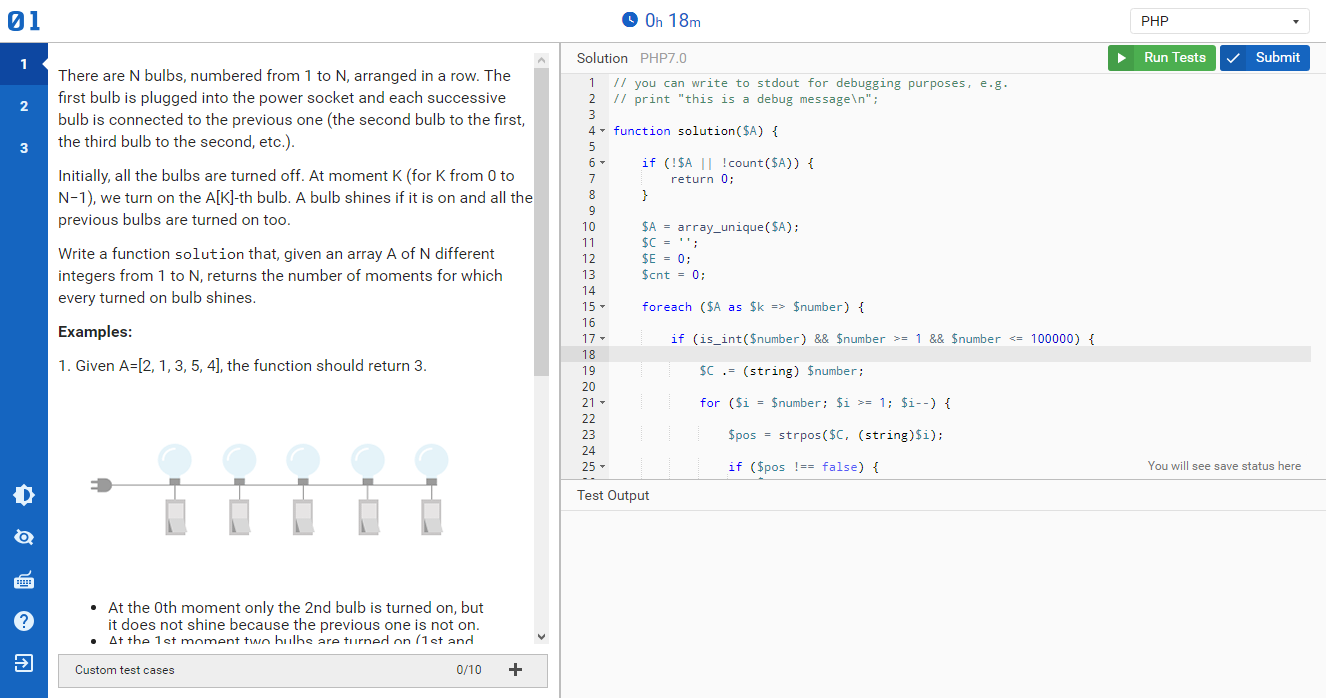 01
0h 18m
PHP
1
2
3
There are N bulbs, numbered from 1 to N, arranged in a row. The
first bulb is plugged into the power socket and each successive
bulb is connected to the previous one (the second bulb to the first,
the third bulb to the second, etc.).
Initially, all the bulbs are turned off. At moment K (for K from 0 to
N−1), we turn on the A[K]-th bulb. A bulb shines if it is on and all the
previous bulbs are turned on too.
Write a function solution that, given an array A of N different
integers from 1 to N, returns the number of moments for which
every turned on bulb shines.
Examples:
1. Given A=[2, 1, 3, 5, 4], the function should return 3.
• At the 0th moment only the 2nd bulb is turned on, but
it does not shine because the previous one is not on.
• At the 1st moment two bulbs are turned on (1st and
Custom test cases 0/10 +
Solution PHP7.0
Run Tests
Submit
1 // you can write to stdout for debugging purposes, e.g.
2 // print "this is a debug message\n";
3
4 function solution($A) {
5
6 if (!$A || !count($A)) {
7 return 0;
8 }
9
10 $A = array_unique($A);
11 $C = '';
12 $E = 0;
13 $cnt = 0;
14
15 foreach ($A as $k => $number) {
16
17 if (is_int($number) && $number >= 1 && $number <= 100000) {
18
19 $C .= (string) $number;
20
21 for ($i = $number; $i >= 1; $i--) {
22
23 $pos = strpos($C, (string)$i);
24
25 if ($pos !== false) {
You will see save status here
Test Output